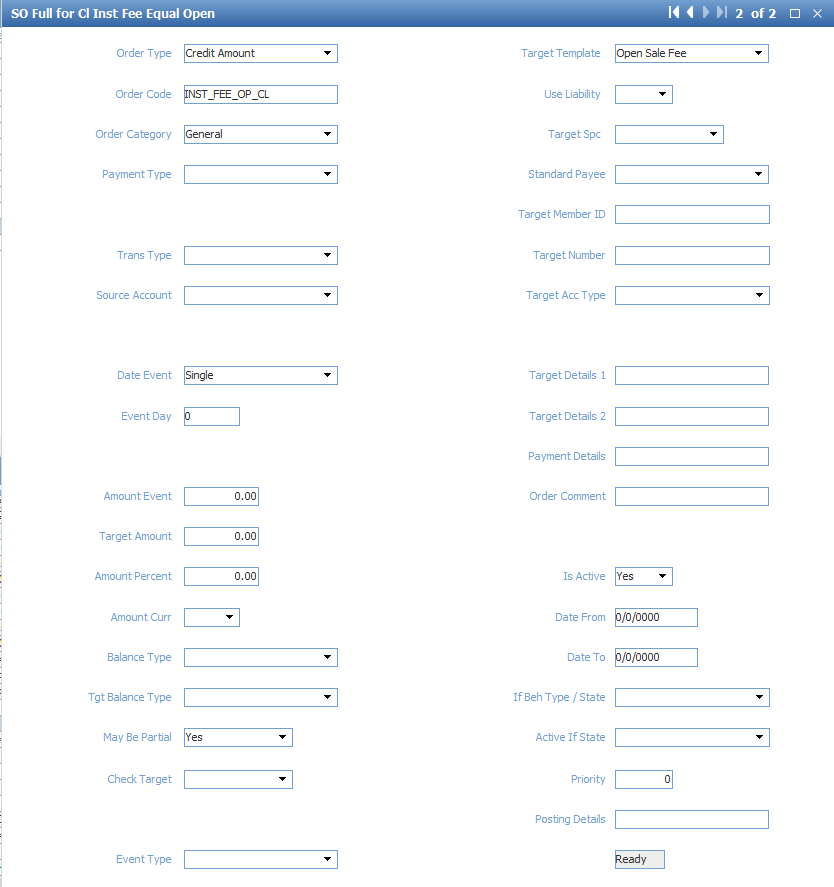 SO Full for Cl Inst Fee Equal Open 2 of 2
Order Type Credit Amount Target Template Open Sale Fee
Order Code INST_FEE_OP_CL Use Liability
Order Category General Target Spc
Payment Type Standard Payee
Target Member ID
Trans Type Target Number
Source Account Target Acc Type
Date Event Single Target Details 1
Event Day 0 Target Details 2
Payment Details
Amount Event 0.00 Order Comment
Target Amount 0.00
Amount Percent 0.00 Is Active Yes
Amount Curr Date From 0/0/0000
Balance Type Date To 0/0/0000
Tgt Balance Type If Beh Type / State
May Be Partial Yes Active If State
Check Target Priority 0
Posting Details
Event Type Ready